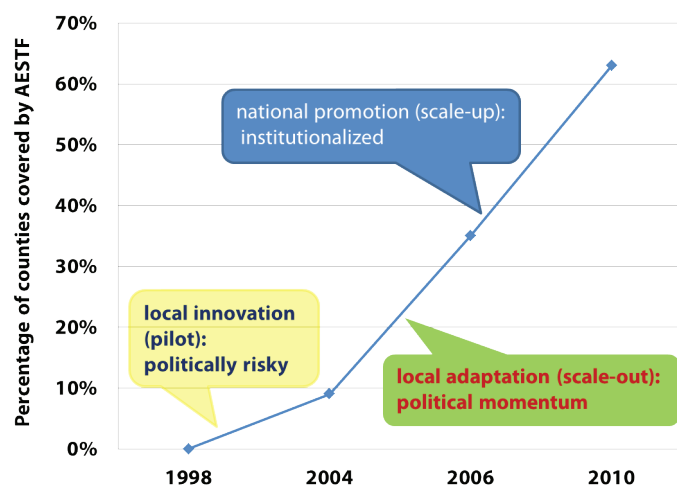 Percentage of counties covered by AESTF
70%
60%
50%
40%
30%
20%
10%
0%
national promotion (scale-up):
institutionalized
local innovation
(pilot):
politically risky
local adaptation (scale-out):
political momentum
1998
2004
2006
2010